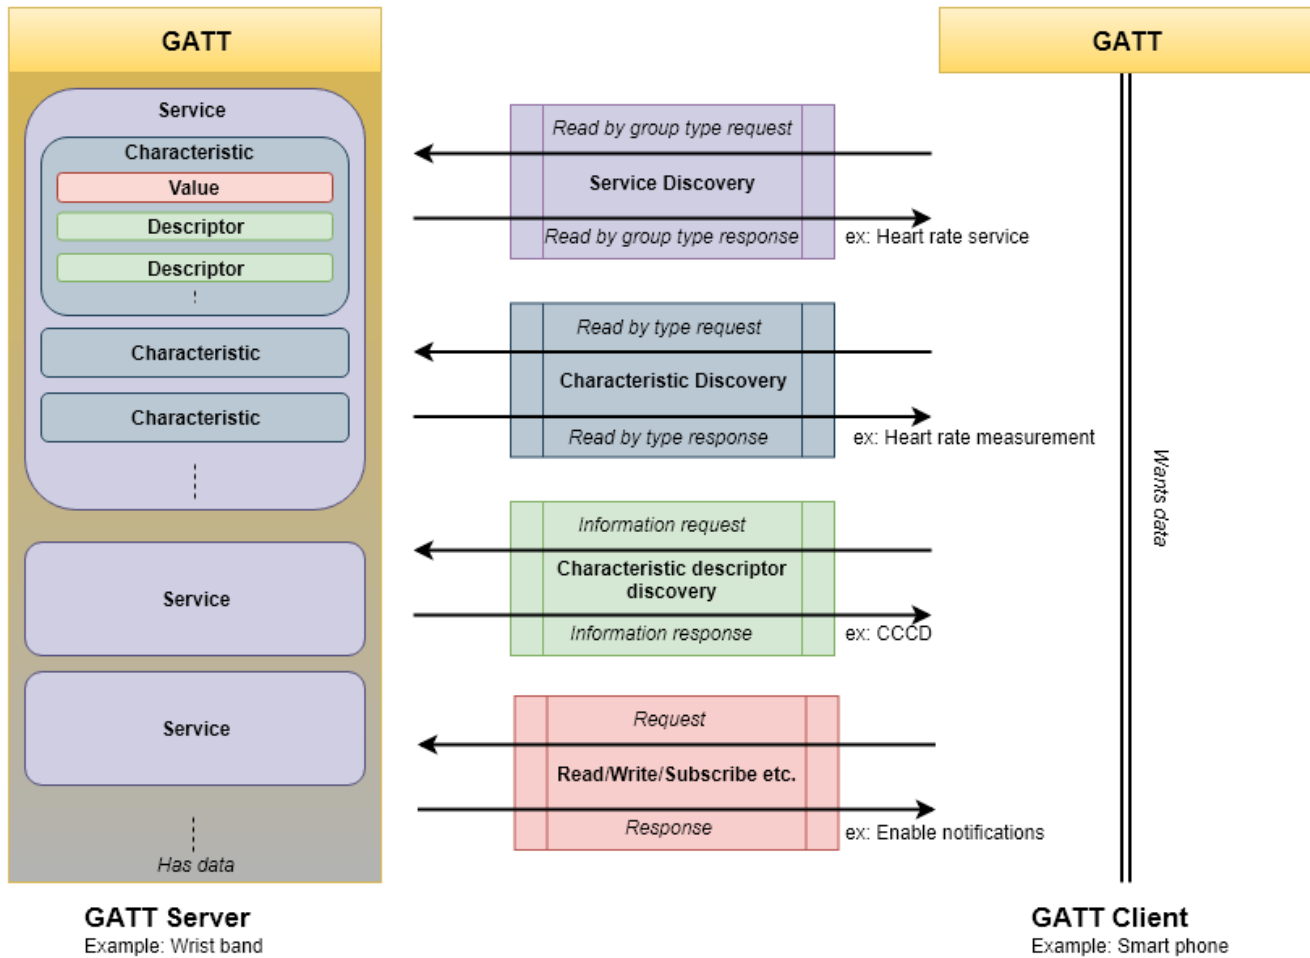 GATT
Service
Characteristic
Value
Descriptor
Descriptor
Characteristic
Characteristic
Service
Service
Has data
GATT Server
Example: Wrist band
Read by group type request
Service Discovery
Read by group type response
ex: Heart rate service
Read by type request
Characteristic Discovery
Read by type response
ex: Heart rate measurement
Information request
Characteristic descriptor
discovery
Information response
ex: CCCD
Request
Read/Write/Subscribe etc.
Response
ex: Enable notifications
GATT
Wants data
GATT Client
Example: Smart phone